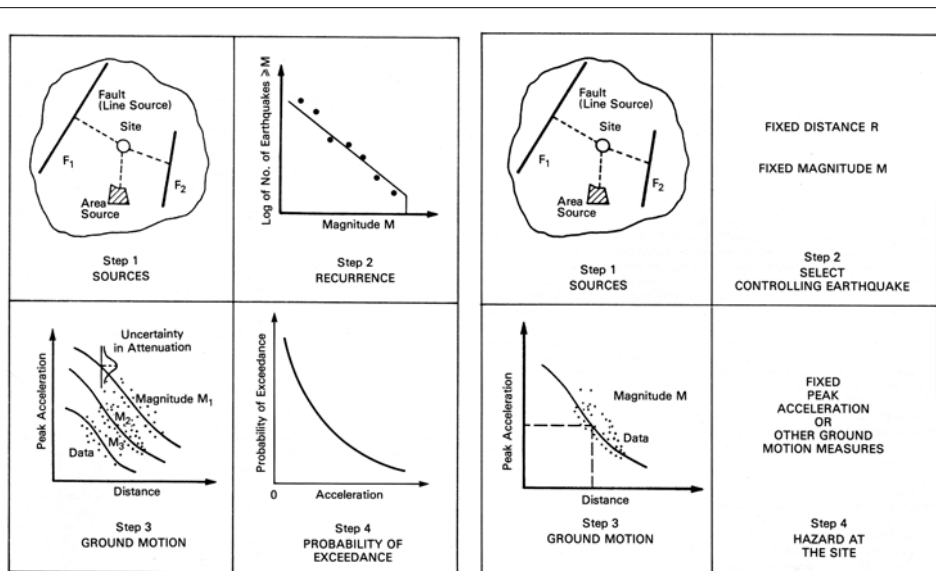 Fault
(Line Source)
Site
F1
F2
Area
Source
Step 1
SOURCES
Log of No. of Earthquakes ⩾M
Magnitude M
Step 2
RECURRENCE
Uncertainty
in Attenuation
Peak Acceleration
Magnitude M1
M2
M3
Data
Distance
Step 3
GROUND MOTION
Probability of Exceedance
0
Acceleration
Step 4
PROBABILITY OF
EXCEEDANCE
Fault
(Line Source)
Site
F1
F2
Area
Source
Step 1
SOURCES
FIXED DISTANCE R
FIXED MAGNITUDE M
Step 2
SELECT
CONTROLLING EARTHQUAKE
Peak Acceleration
Magnitude M
Data
Distance
Step 3
GROUND MOTION
FIXED
PEAK
ACCELERATION
OR
OTHER GROUND
MOTION MEASURES
Step 4
HAZARD AT
THE SITE